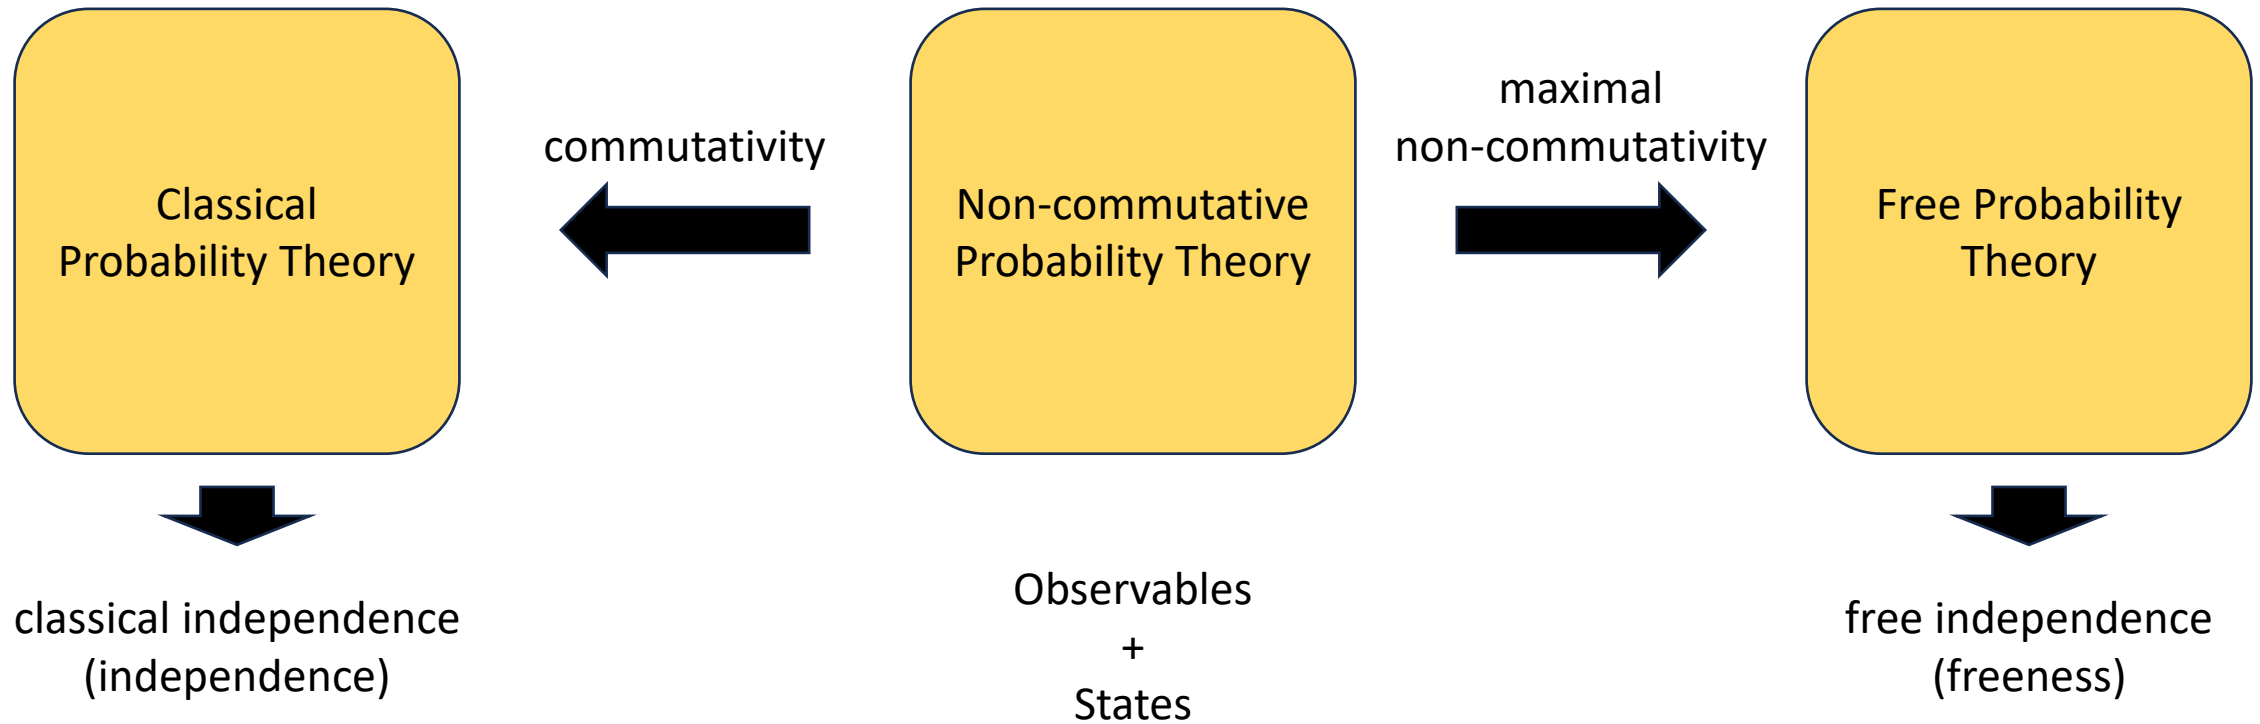 Classical
Probability Theory
commutativity
Non-commutative
Probability Theory
maximal
non-commutativity
Free Probability
Theory
classical independence
(independence)
Observables
+
States
free independence
(freeness)